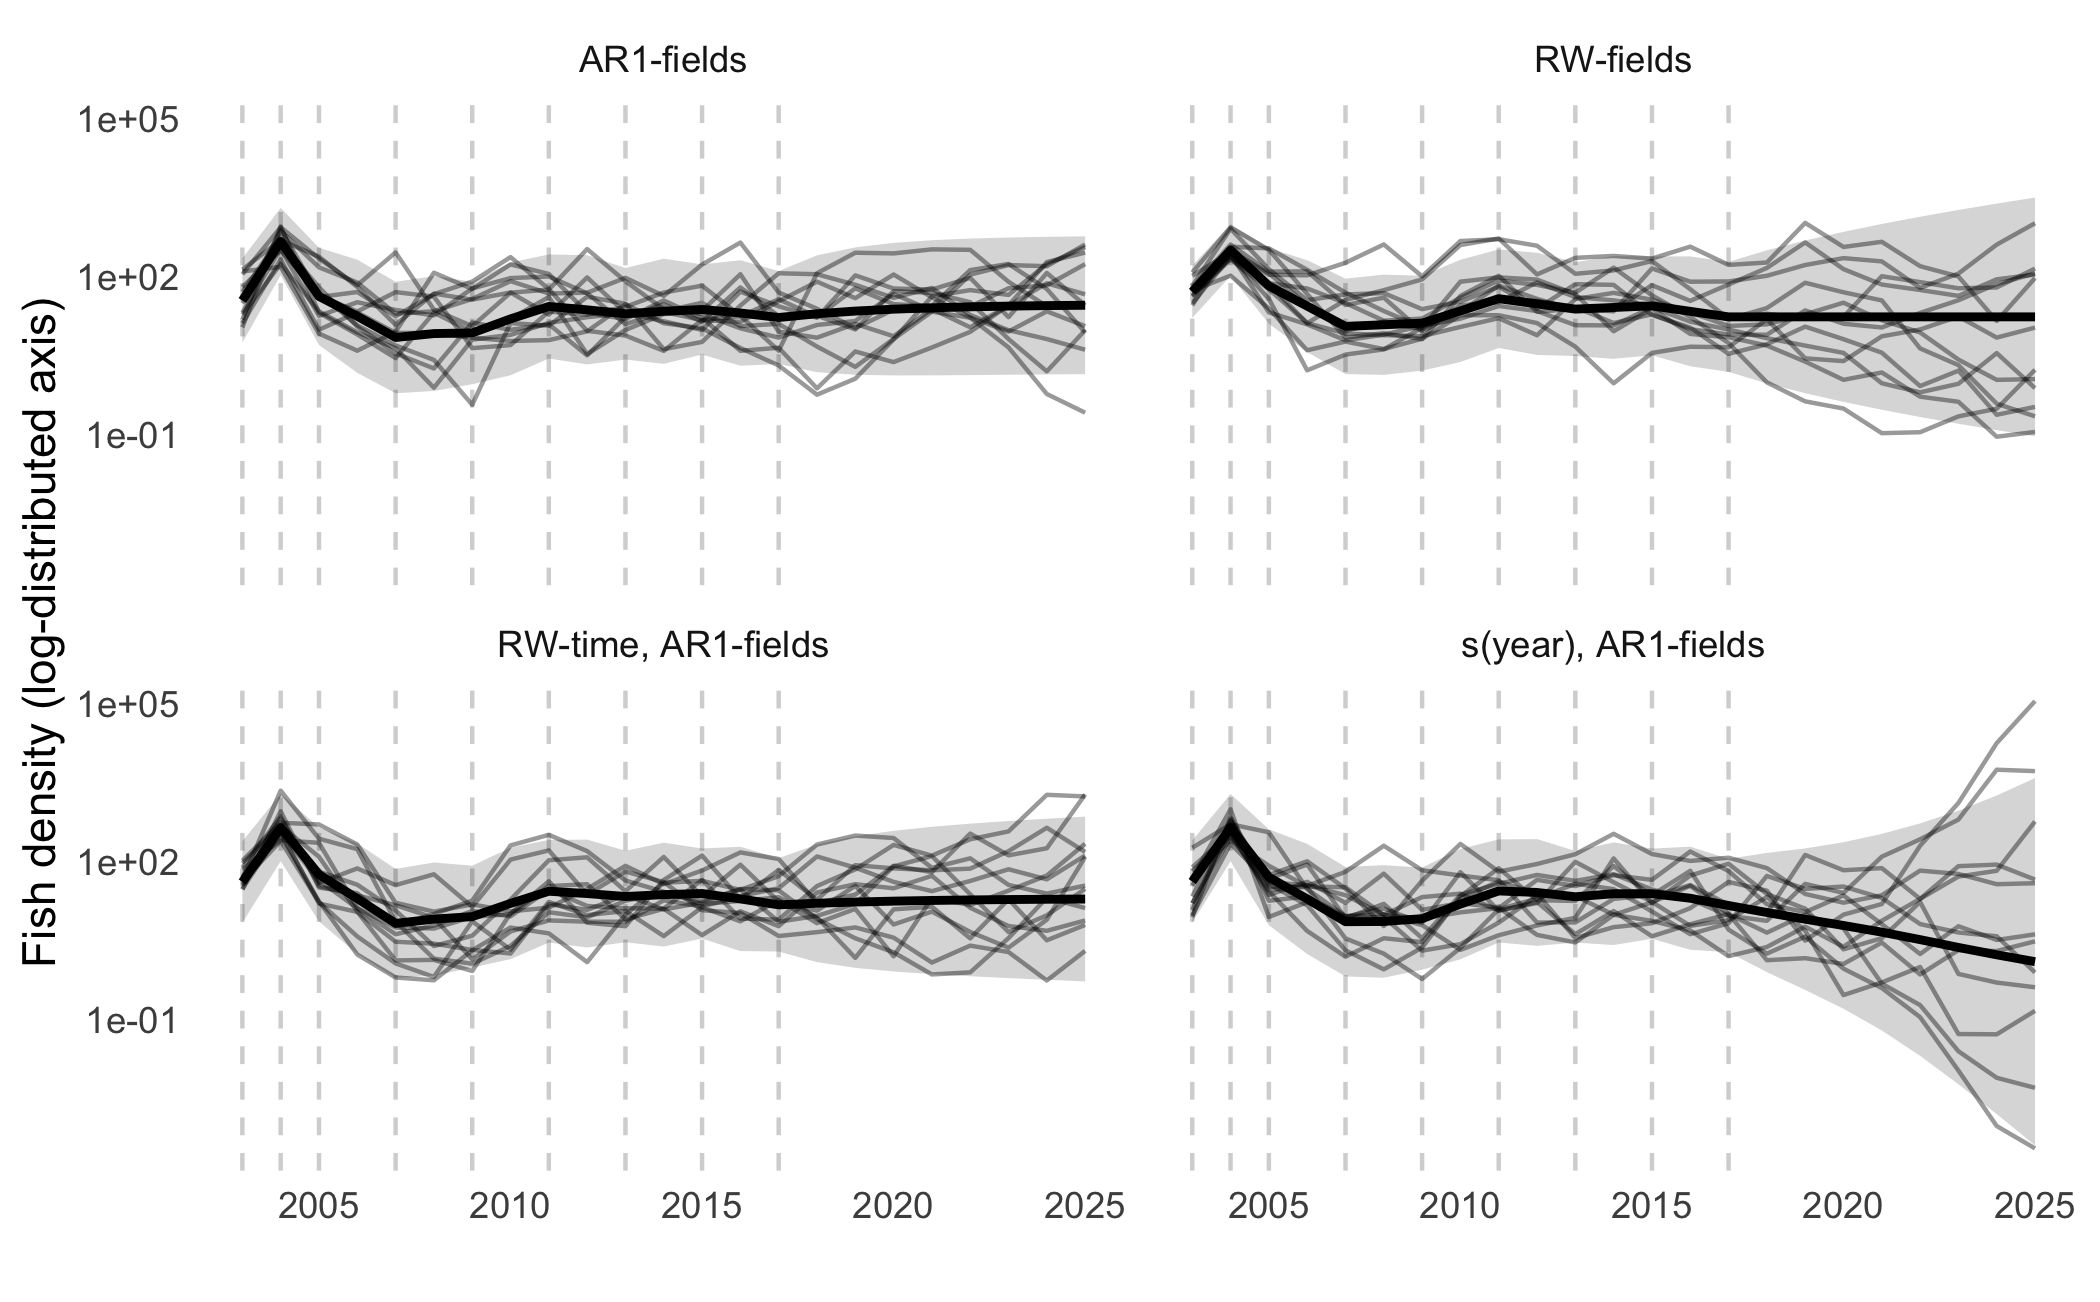 AR1-fields
RW-fields
1e+05
1e+02
1e-01
Fish density (log-distributed axis)
RW-time, AR1-fields
s(year), AR1-fields
1e+05
1e+02
1e-01
2005 2010 2015 2020 2025
2005 2010 2015 2020 2025